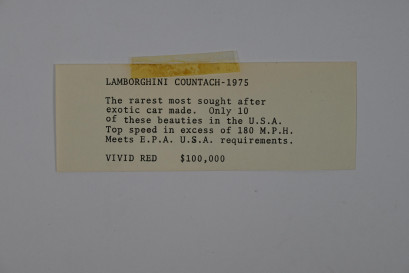 LAMBORGHINI COUNTACH-1975
The rarest most sought after
exotic car made. Only 10
of these beauties in the U.S.A.
Top speed in excess of 180 M.P.H.
Meets E.P.A. U.S.A. requirements.
VIVID RED $100,000